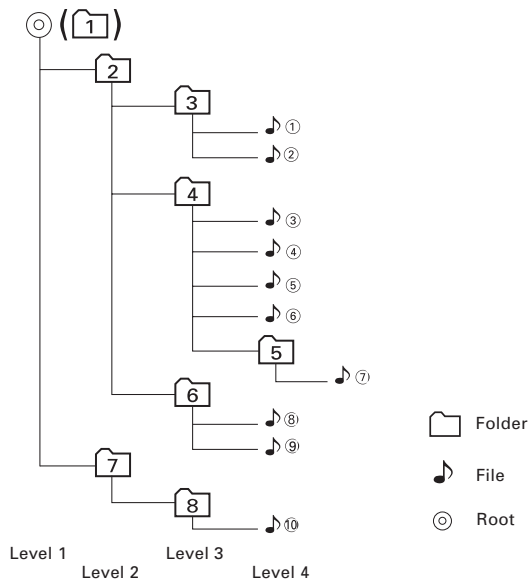 (1)
2
3
①
②
4
③
④
⑤
⑥
5
⑦
6
⑧
⑨
7
8
⑩
Folder
File
Root
Level 1
Level 2
Level 3
Level 4